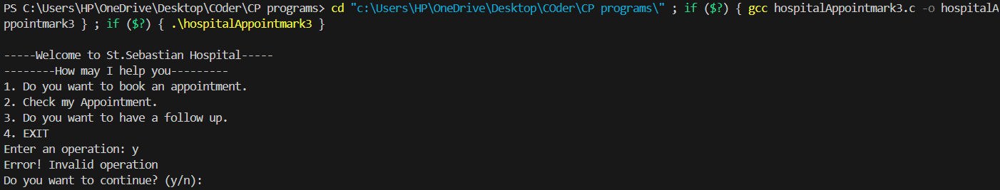 PS C:\Users\HP\OneDrive\Desktop\COder\CP programs> cd "c:\Users\HP\OneDrive\Desktop\COder\CP programs\" ; if ($?) { gcc hospitalAppointmark3.c -o hospitalA
ppointmark3 } ; if ($?) { .\hospitalAppointmark3 }
-----Welcome to St.Sebastian Hospital-----
--------How may I help you---------
1. Do you want to book an appointment.
2. Check my Appointment.
3. Do you want to have a follow up.
4. EXIT
Enter an operation: y
Error! Invalid operation
Do you want to continue? (y/n):